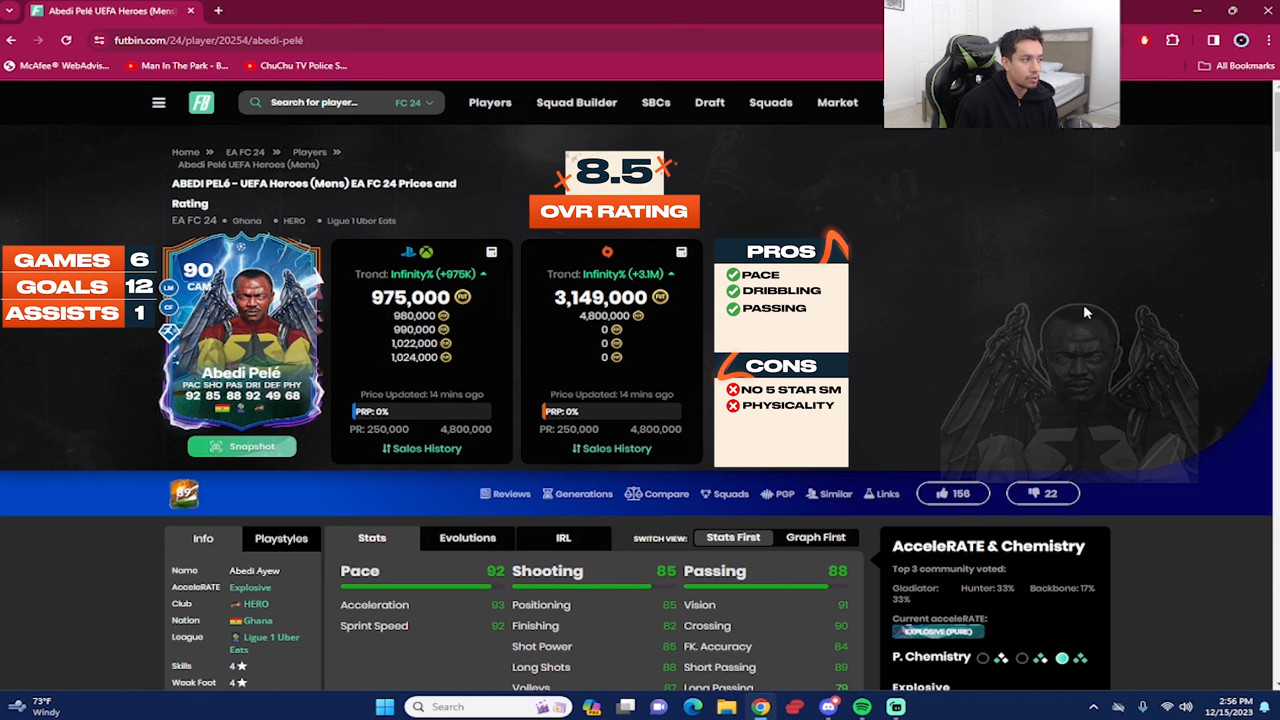 Abedi Pelé UEFA Heroes (Mens)
futbin.com/24/player/20254/abedi-pelé
McAfee® WebAdvis...
Man In The Park - B...
ChuChu TV Police S...
All Bookmarks
Search for player...
FC 24
Players
Squad Builder
SBCs
Draft
Squads
Market
Home
EA FC 24
Players
Abedi Pelé UEFA Heroes (Mens)
ABEDI PELé - UEFA Heroes (Mens) EA FC 24 Prices and
Rating
EA FC 24
Ghana
HERO
Ligue 1 Uber Eats
8.5
OVR RATING
GAMES 6
GOALS 12
ASSISTS 1
90
CAM
LM
CF
Abedi Pelé
PAC SHO PAS DRI DEF PHY
92 85 88 92 49 68
Snapshot
Trend: Infinity% (+975K)
975,000
980,000
990,000
1,022,000
1,024,000
Price Updated: 14 mins ago
PRP: 0%
PR: 250,000 4,800,000
Sales History
Trend: Infinity% (+3.1M)
3,149,000
4,800,000
0
0
0
Price Updated: 14 mins ago
PRP: 0%
PR: 250,000 4,800,000
Sales History
PROS
PACE
DRIBBLING
PASSING
CONS
NO 5 STAR SM
PHYSICALITY
89
Reviews
Generations
Compare
Squads
PGP
Similar
Links
156
22
Info
Playstyles
Name Abedi Ayew
AcceleRATE Explosive
Club HERO
Nation Ghana
League Ligue 1 Uber
Eats
Skills 4
Weak Foot 4
Stats
Evolutions
IRL
SWITCH VIEW:
Stats First
Graph First
Pace 92
Acceleration 93
Sprint Speed 92
Shooting 85
Positioning 85
Finishing 82
Shot Power 85
Long Shots 88
Volleys 87
Passing 88
Vision 91
Crossing 90
FK. Accuracy 84
Short Passing 89
Long Passing 79
AcceleRATE & Chemistry
Top 3 community voted:
Gladiator: Hunter: 33% Backbone: 17%
33%
Current acceleRATE:
EXPLOSIVE (PURE)
P. Chemistry
Explosive
73°F
Windy
Search
2:56 PM
12/15/2023